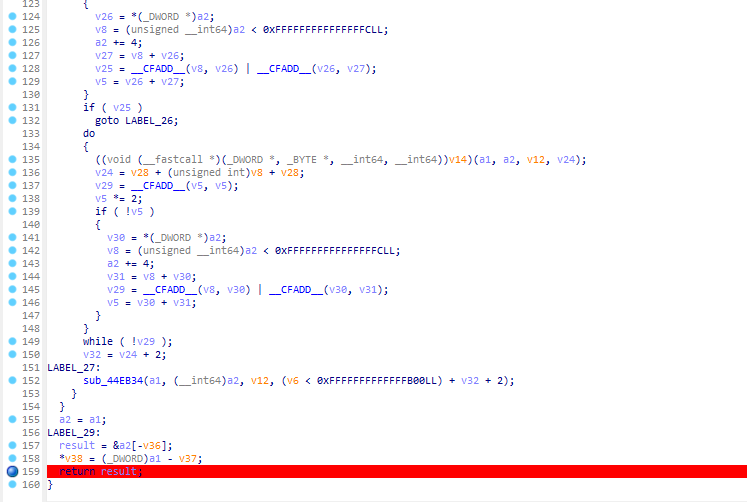 123 {
124 v26 = *(_DWORD *)a2;
125 v8 = (unsigned __int64)a2 < 0xFFFFFFFFFFFFFFFCLL;
126 a2 += 4;
127 v27 = v8 + v26;
128 v25 = __CFADD__(v8, v26) | __CFADD__(v26, v27);
129 v5 = v26 + v27;
130 }
131 if ( v25 )
132 goto LABEL_26;
133 do
134 {
135 ((void (__fastcall *)(_DWORD *, _BYTE *, __int64, __int64))v14)(a1, a2, v12, v24);
136 v24 = v28 + (unsigned int)v8 + v28;
137 v29 = __CFADD__(v5, v5);
138 v5 *= 2;
139 if ( !v5 )
140 {
141 v30 = *(_DWORD *)a2;
142 v8 = (unsigned __int64)a2 < 0xFFFFFFFFFFFFFFFCLL;
143 a2 += 4;
144 v31 = v8 + v30;
145 v29 = __CFADD__(v8, v30) | __CFADD__(v30, v31);
146 v5 = v30 + v31;
147 }
148 }
149 while ( !v29 );
150 v32 = v24 + 2;
151 LABEL_27:
152 sub_44EB34(a1, (__int64)a2, v12, (v6 < 0xFFFFFFFFFFFFFB00LL) + v32 + 2);
153 }
154 }
155 a2 = a1;
156 LABEL_29:
157 result = &a2[-v36];
158 *v38 = (_DWORD)a1 - v37;
159 return result;
160 }